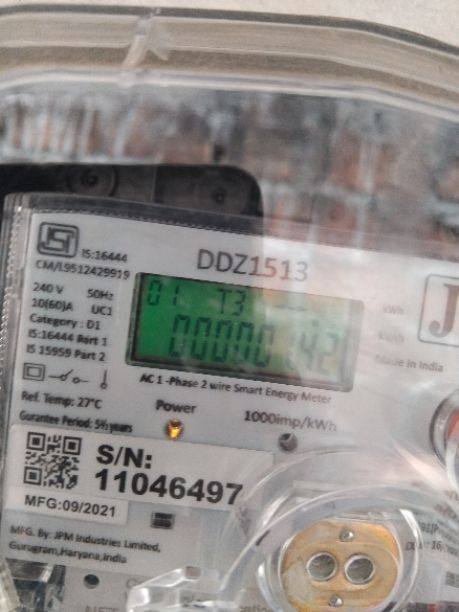 IS:16444
CM/L9512429919
DDZ1513
240 V 50Hz
10(60)A UC1
Category : D1
IS:16444 Part 1
IS 15959 Part 2
01 T3
kWh
J
Made in India
AC 1 -Phase 2 wire Smart Energy Meter
Ref. Temp: 27°C
Gurantee Period: 5½ years
Power
1000imp/kWh
S/N:
11046497
MFG:09/2021
MFG. By: JPM Industries Limited,
Gurugram,Haryana,India